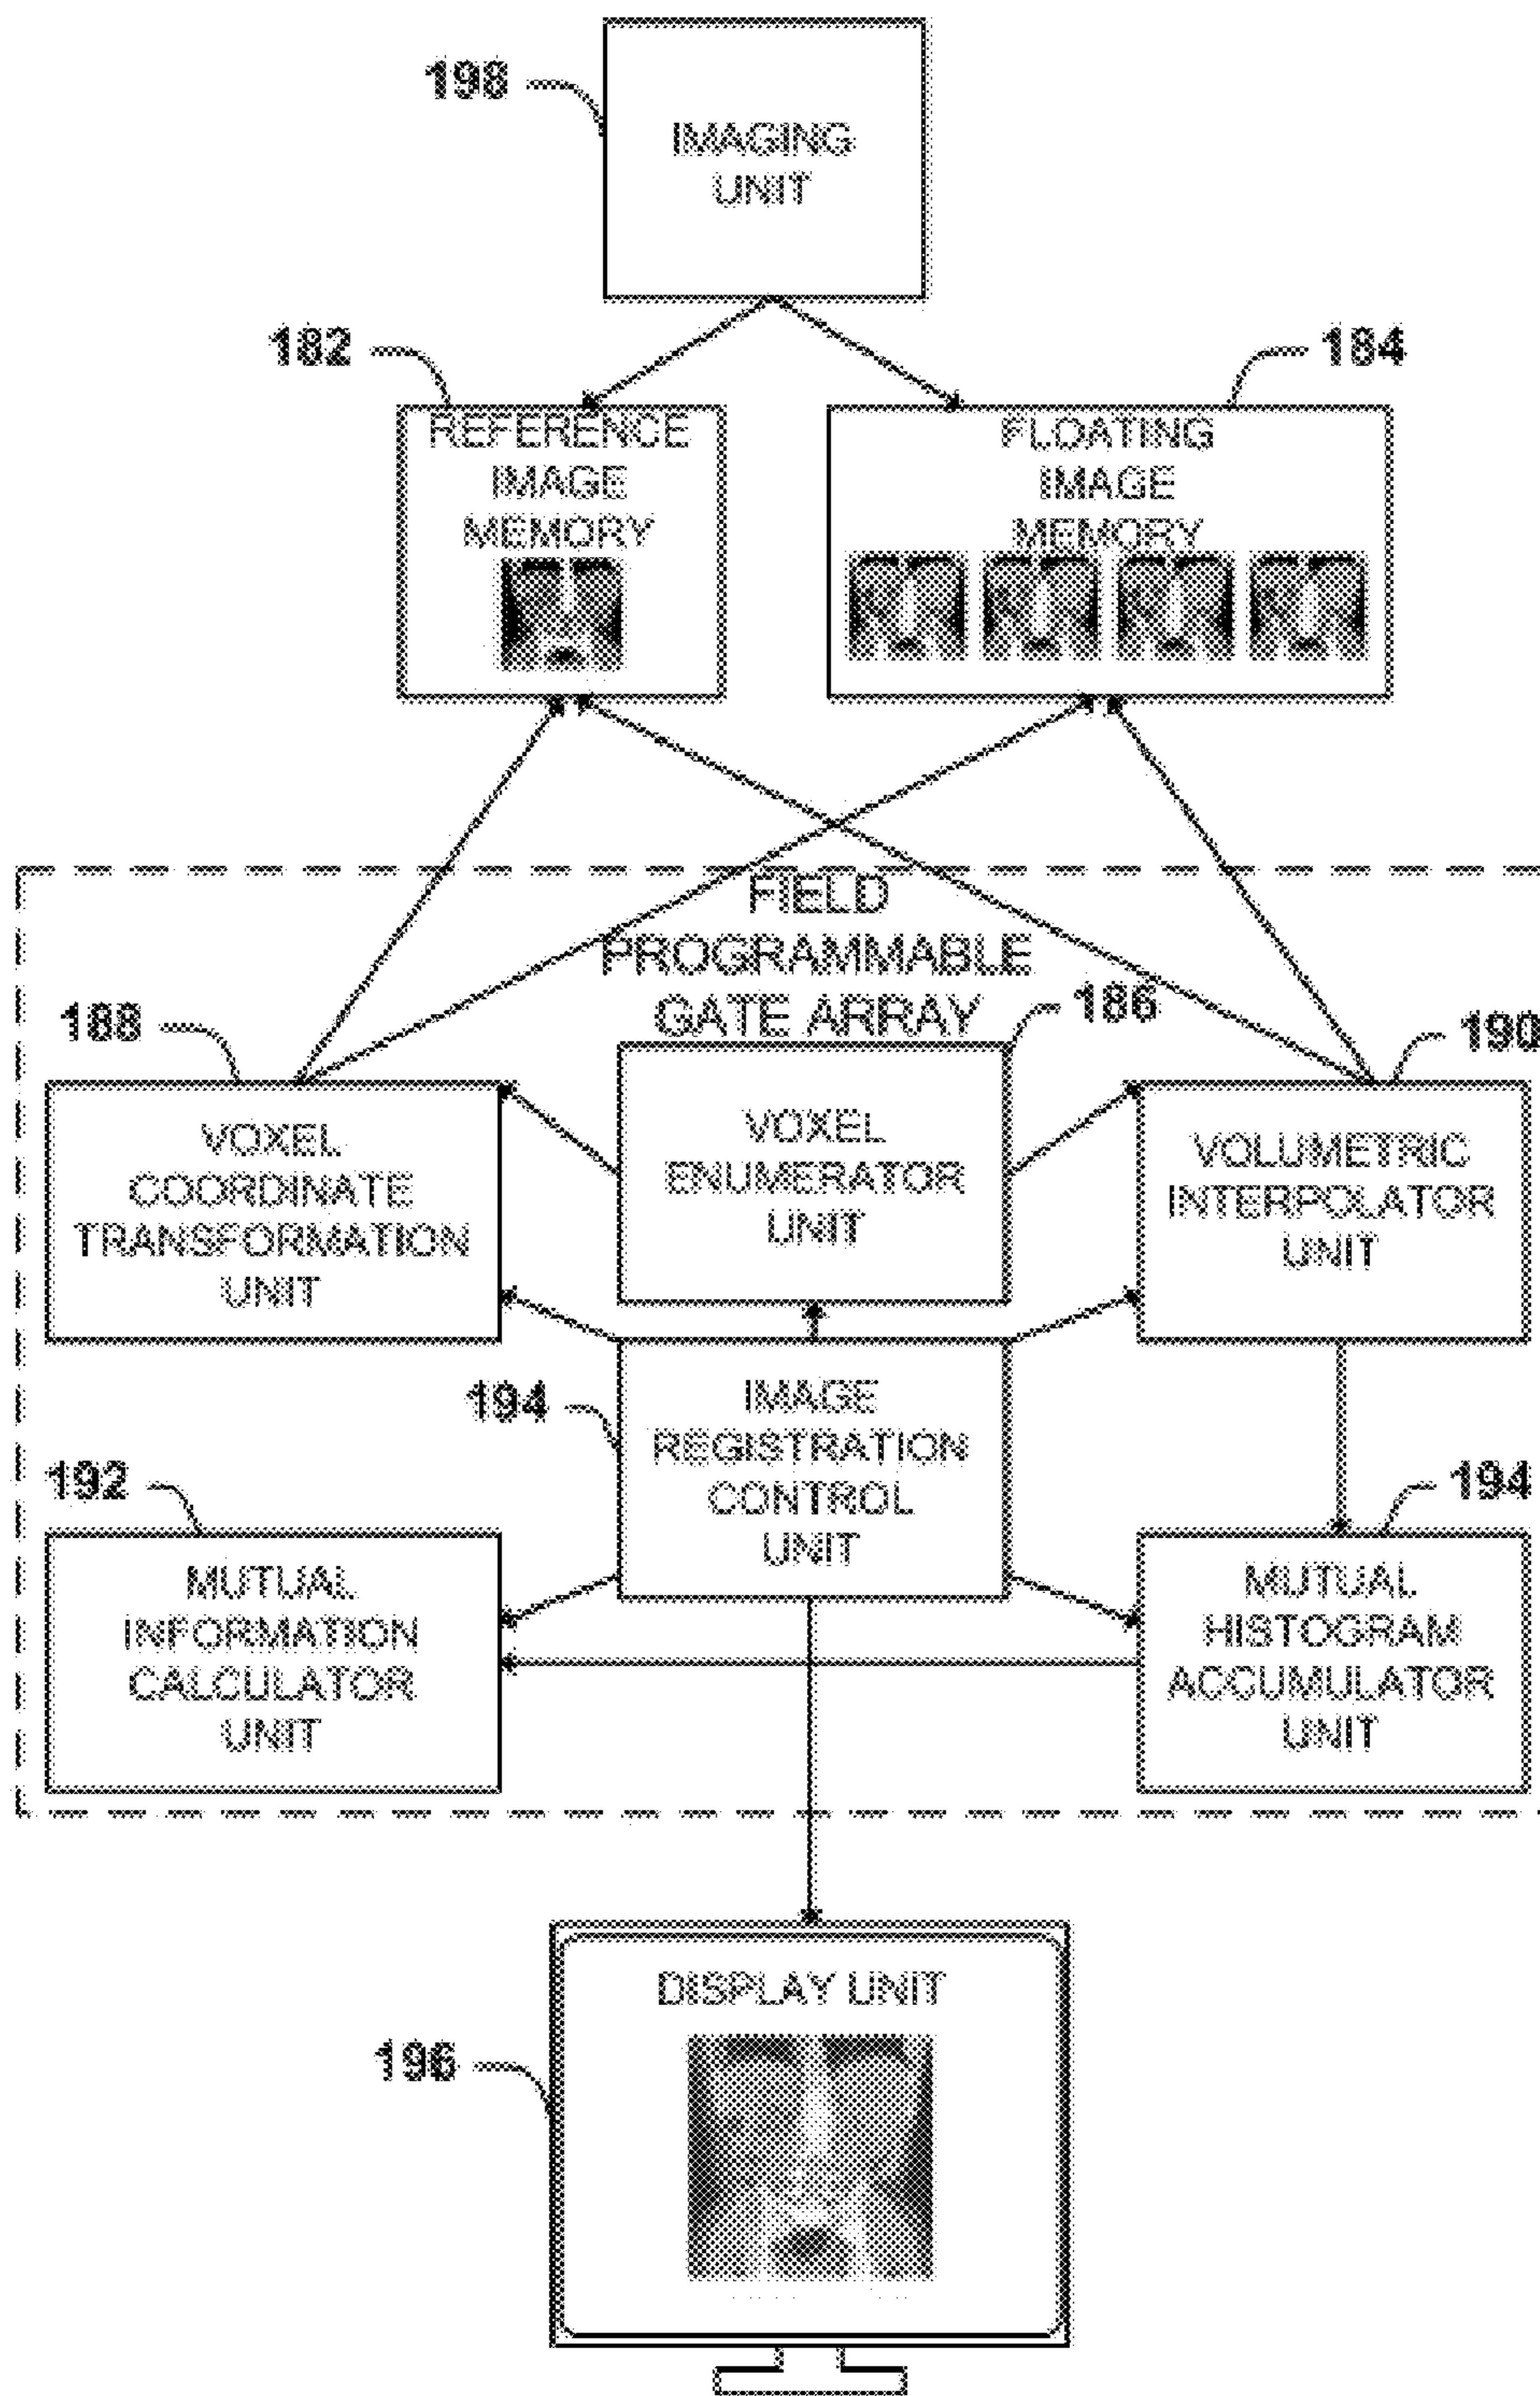 198
IMAGING
UNIT
182
184
REFERENCE
IMAGE
MEMORY
FLOATING
IMAGE
MEMORY
FIELD
PROGRAMMABLE
GATE ARRAY
188
186
190
VOXEL
COORDINATE
TRANSFORMATION
UNIT
VOXEL
ENUMERATOR
UNIT
VOLUMETRIC
INTERPOLATOR
UNIT
194
IMAGE
REGISTRATION
CONTROL
UNIT
192
194
MUTUAL
INFORMATION
CALCULATOR
UNIT
MUTUAL
HISTOGRAM
ACCUMULATOR
UNIT
DISPLAY UNIT
196